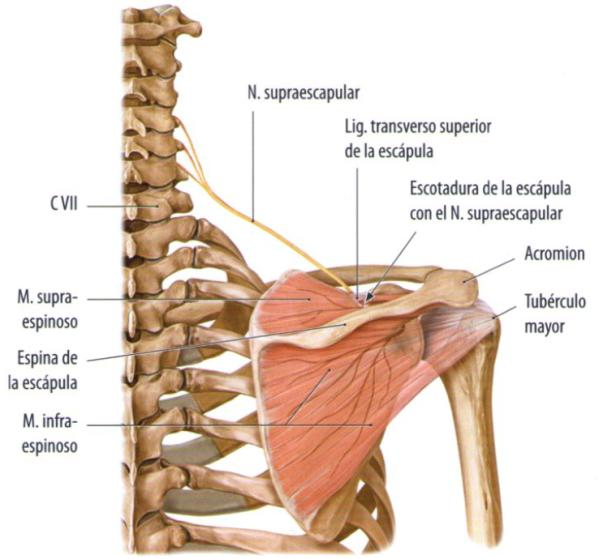 N. supraescapular
Lig. transverso superior
de la escápula
Escotadura de la escápula
con el N. supraescapular
C VII
Acromion
M. supra-
espinoso
Tubérculo
mayor
Espina de
la escápula
M. infra-
espinoso